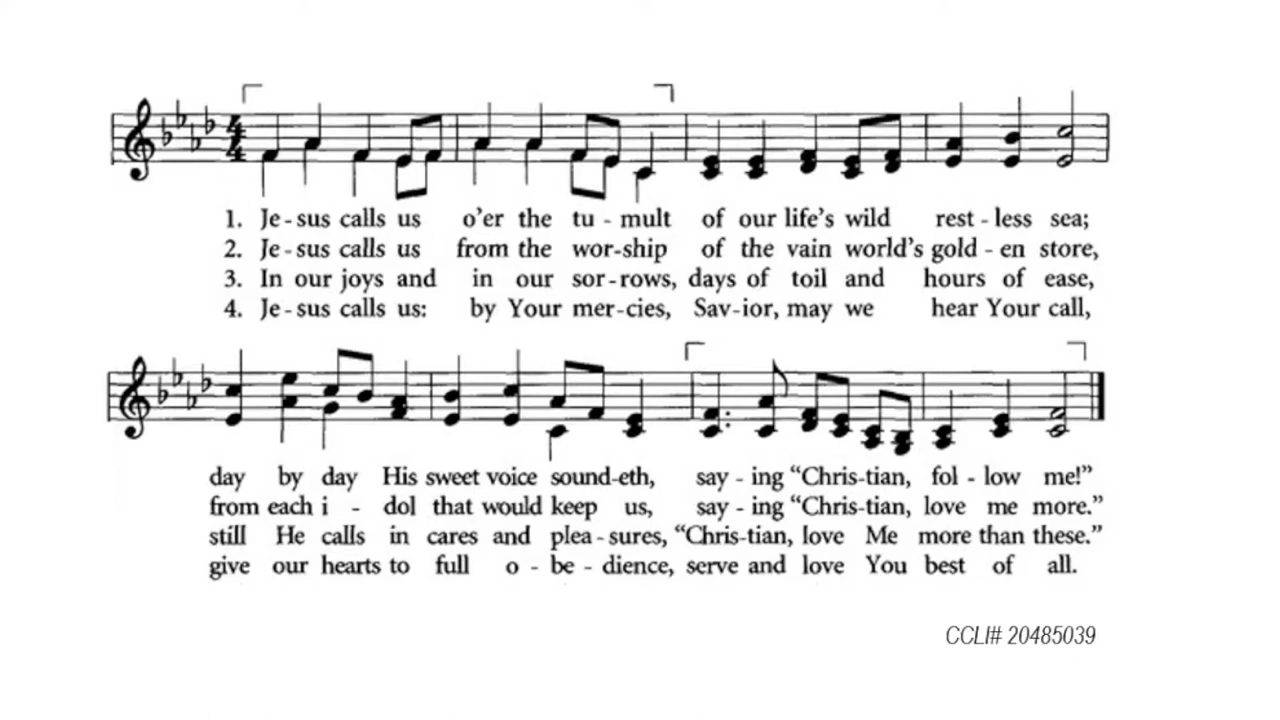 1. Je - sus calls us o'er the tu - mult of our life's wild rest - less sea;
2. Je - sus calls us from the wor - ship of the vain world's gold - en store,
3. In our joys and in our sor - rows, days of toil and hours of ease,
4. Je - sus calls us: by Your mer - cies, Sav - ior, may we hear Your call,
day by day His sweet voice sound - eth, say - ing “Chris - tian, fol - low me!”
from each i - dol that would keep us, say - ing “Chris - tian, love me more.”
still He calls in cares and plea - sures, “Chris - tian, love Me more than these.”
give our hearts to full o - be - dience, serve and love You best of all.
CCLI# 20485039